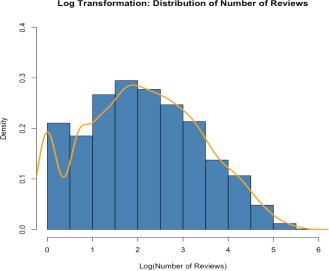 Log Transformation: Distribution of Number of Reviews
Density
0.4
0.3
0.2
0.1
0.0
0 1 2 3 4 5 6
Log(Number of Reviews)